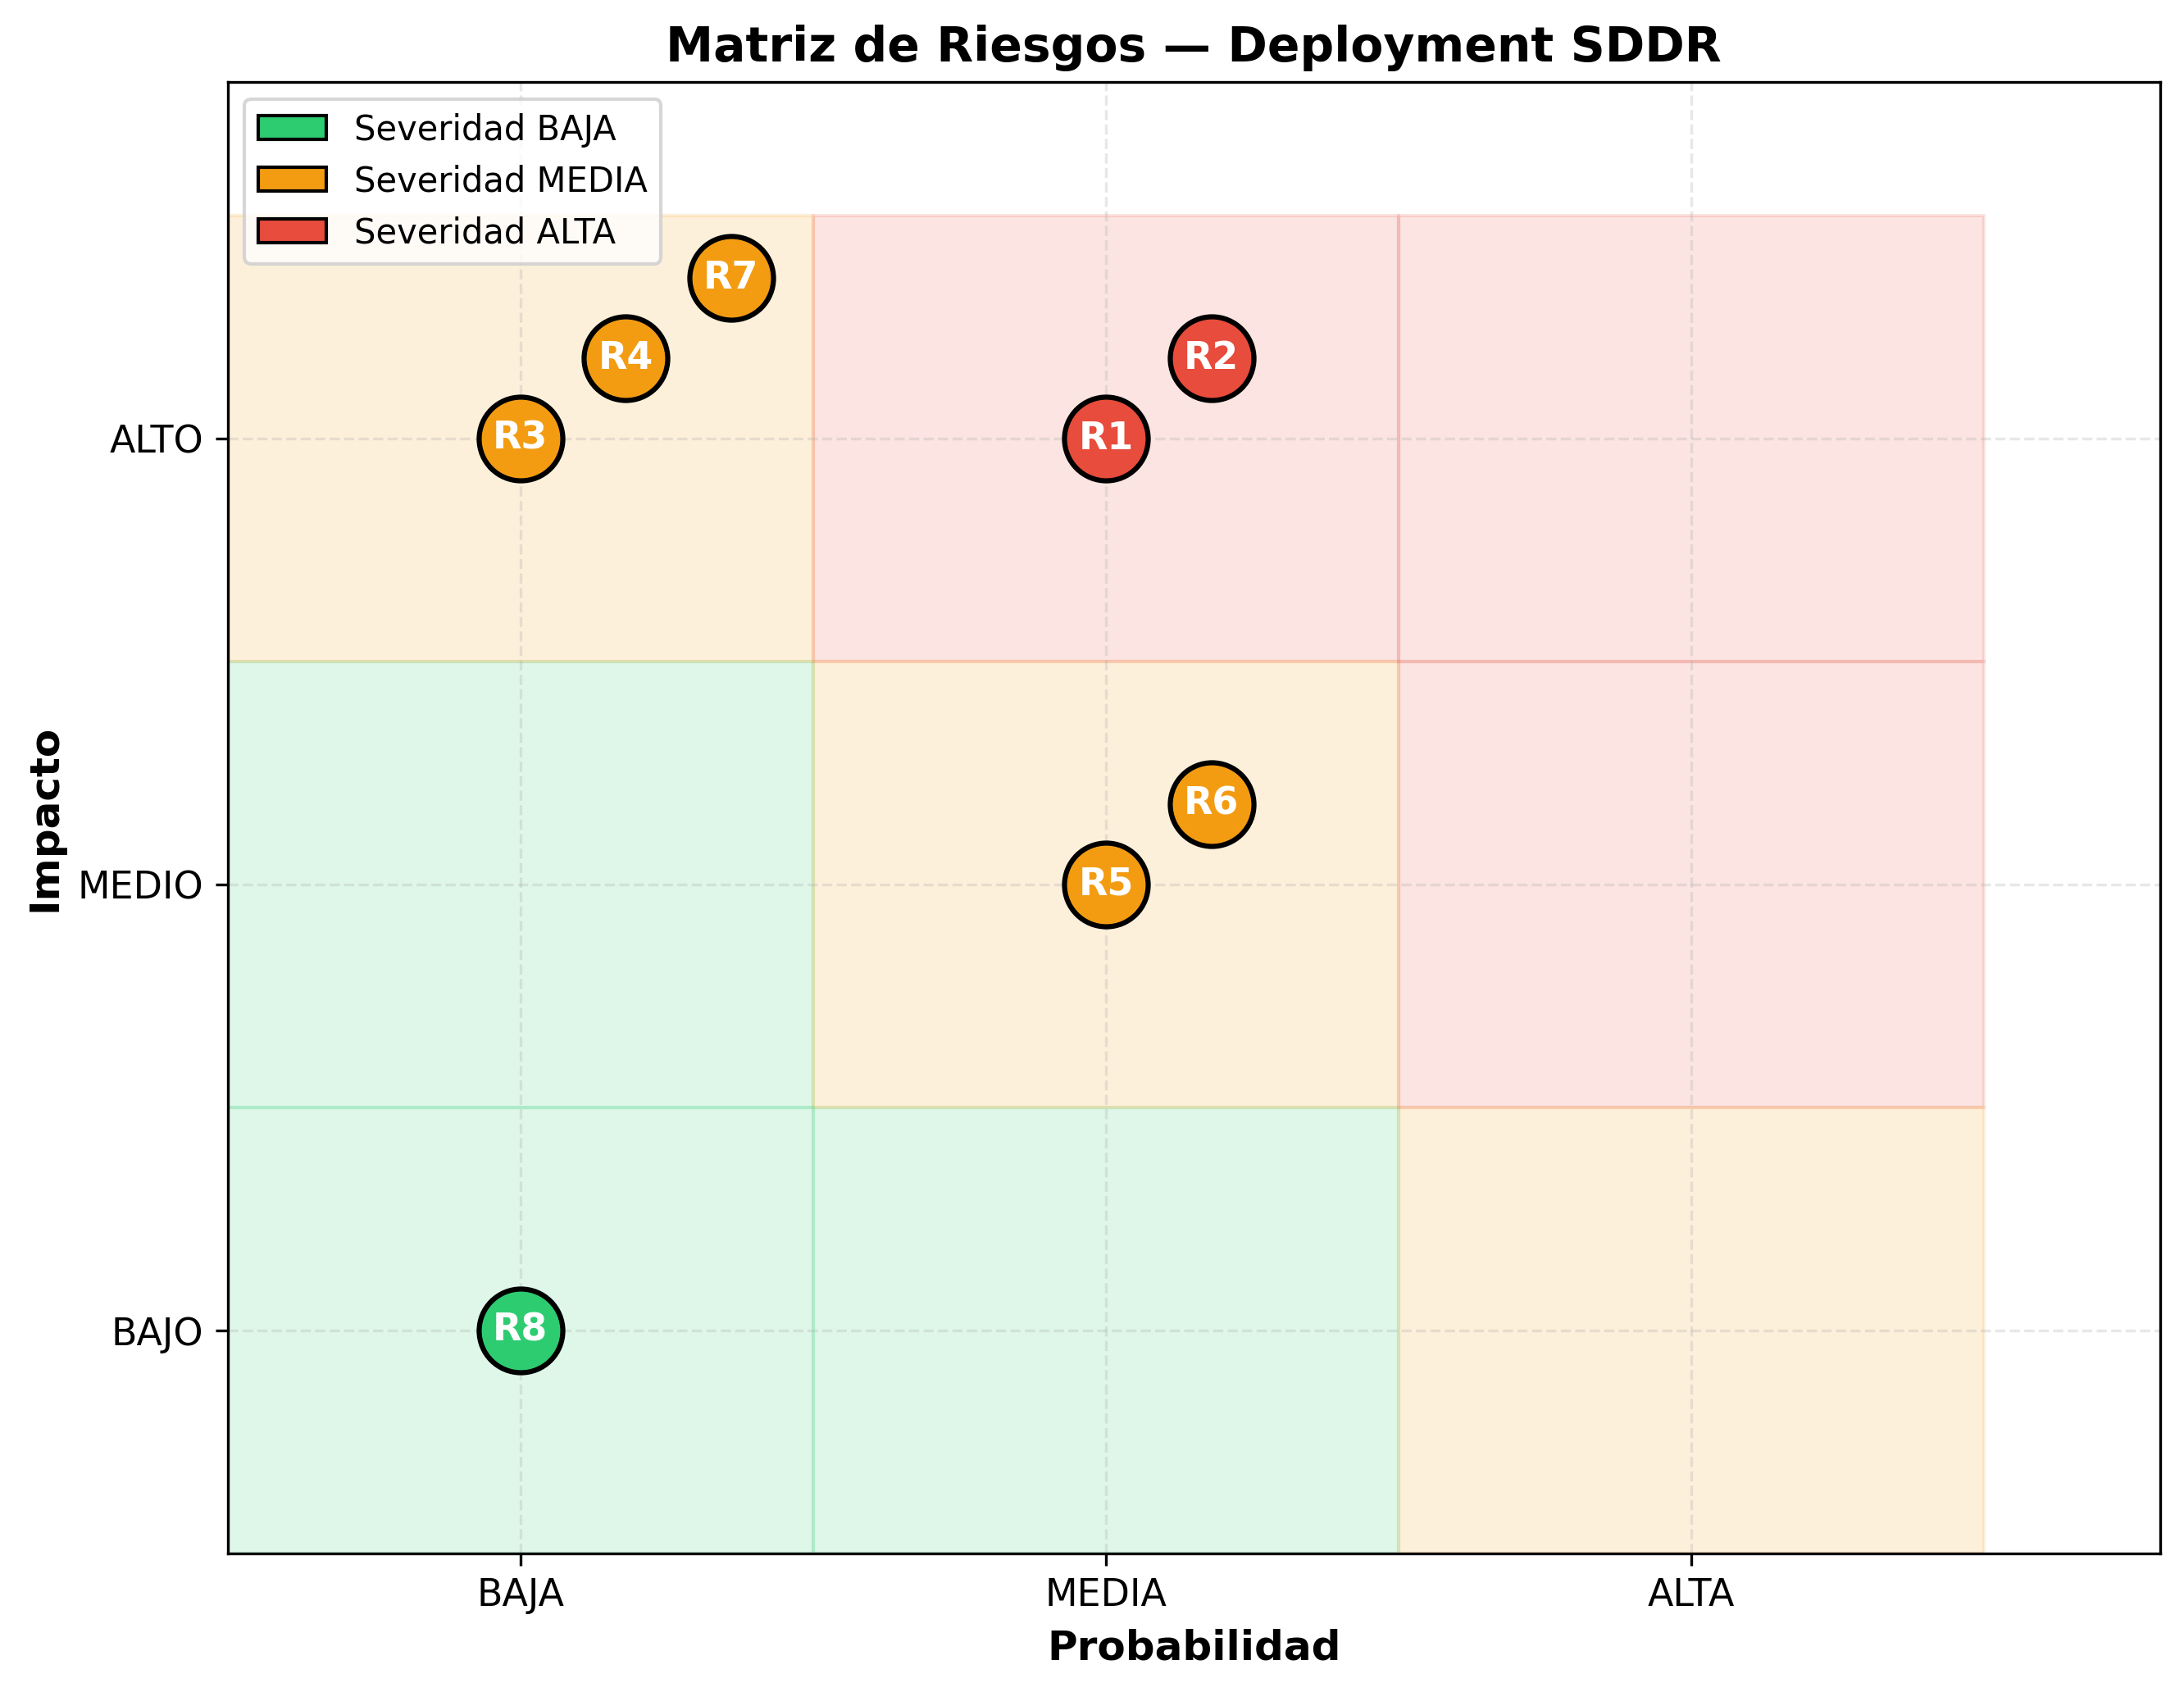 Matriz de Riesgos — Deployment SDDR
Severidad BAJA
Severidad MEDIA
Severidad ALTA
R7
R4
R2
R3
R1
ALTO
R6
R5
MEDIO
Impacto
R8
BAJO
BAJA
MEDIA
ALTA
Probabilidad